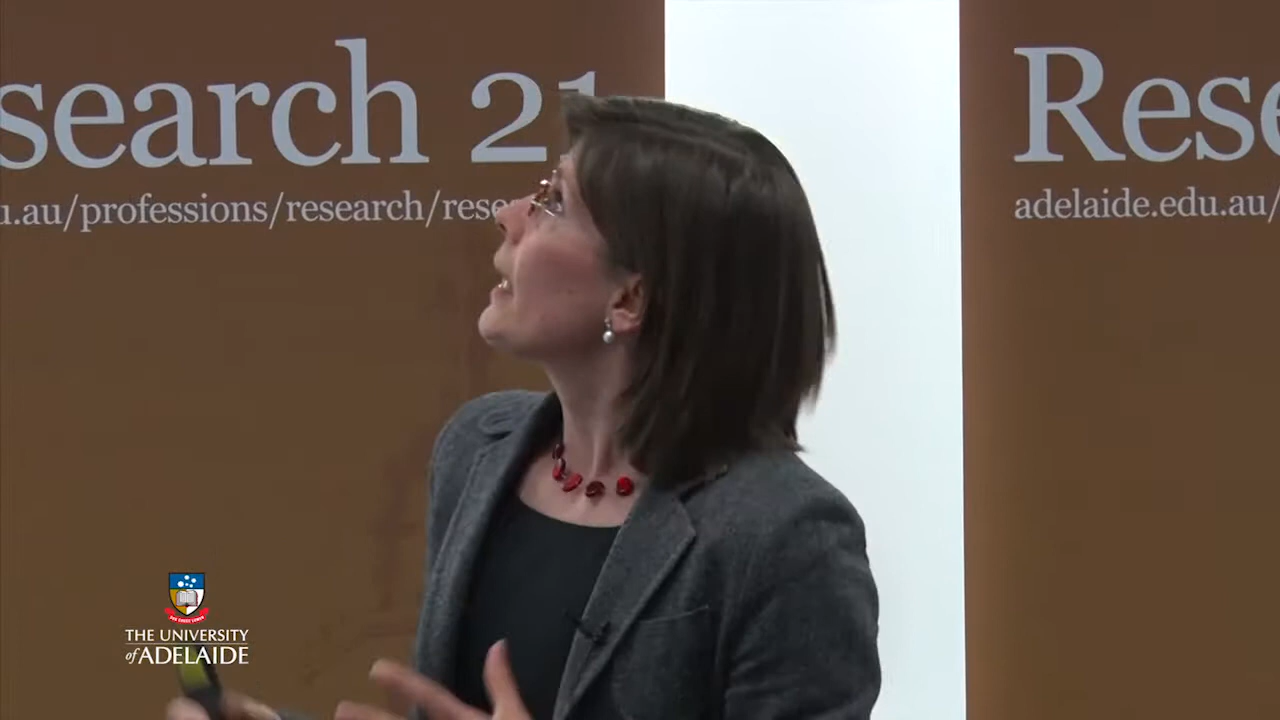 search 21
u.au/professions/research/rese
Rese
adelaide.edu.au/
THE UNIVERSITY
of ADELAIDE